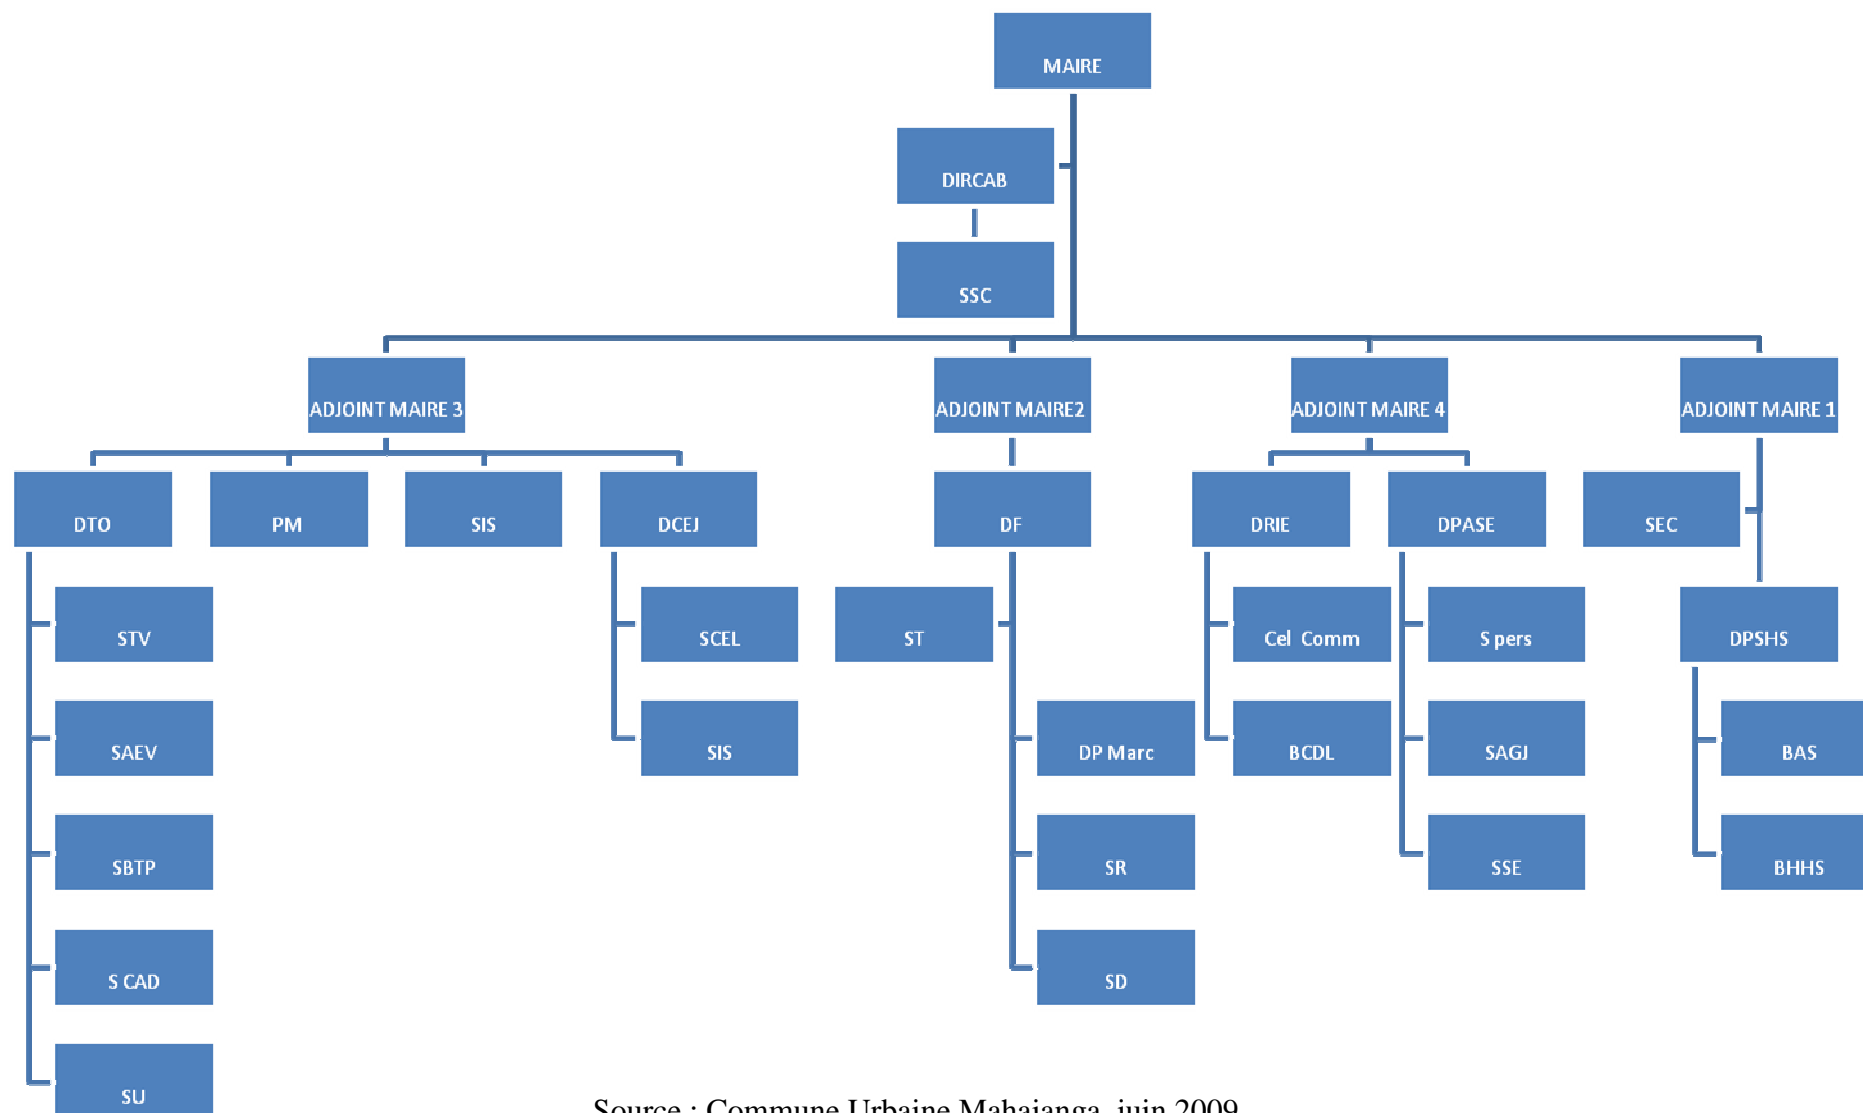 MAIRE
DIRCAB
SSC
ADJOINT MAIRE 3
ADJOINT MAIRE2
ADJOINT MAIRE 4
ADJOINT MAIRE 1
DTO
PM
SIS
DCEJ
DF
DRIE
DPASE
SEC
STV
SCEL
ST
Cel Comm
S pers
DPSHS
SAEV
SIS
DP Marc
BCDL
SAGJ
BAS
SBTP
SR
SSE
BHHS
S CAD
SD
SU
Source : Commune Urbaine Mahajanga, juin 2009